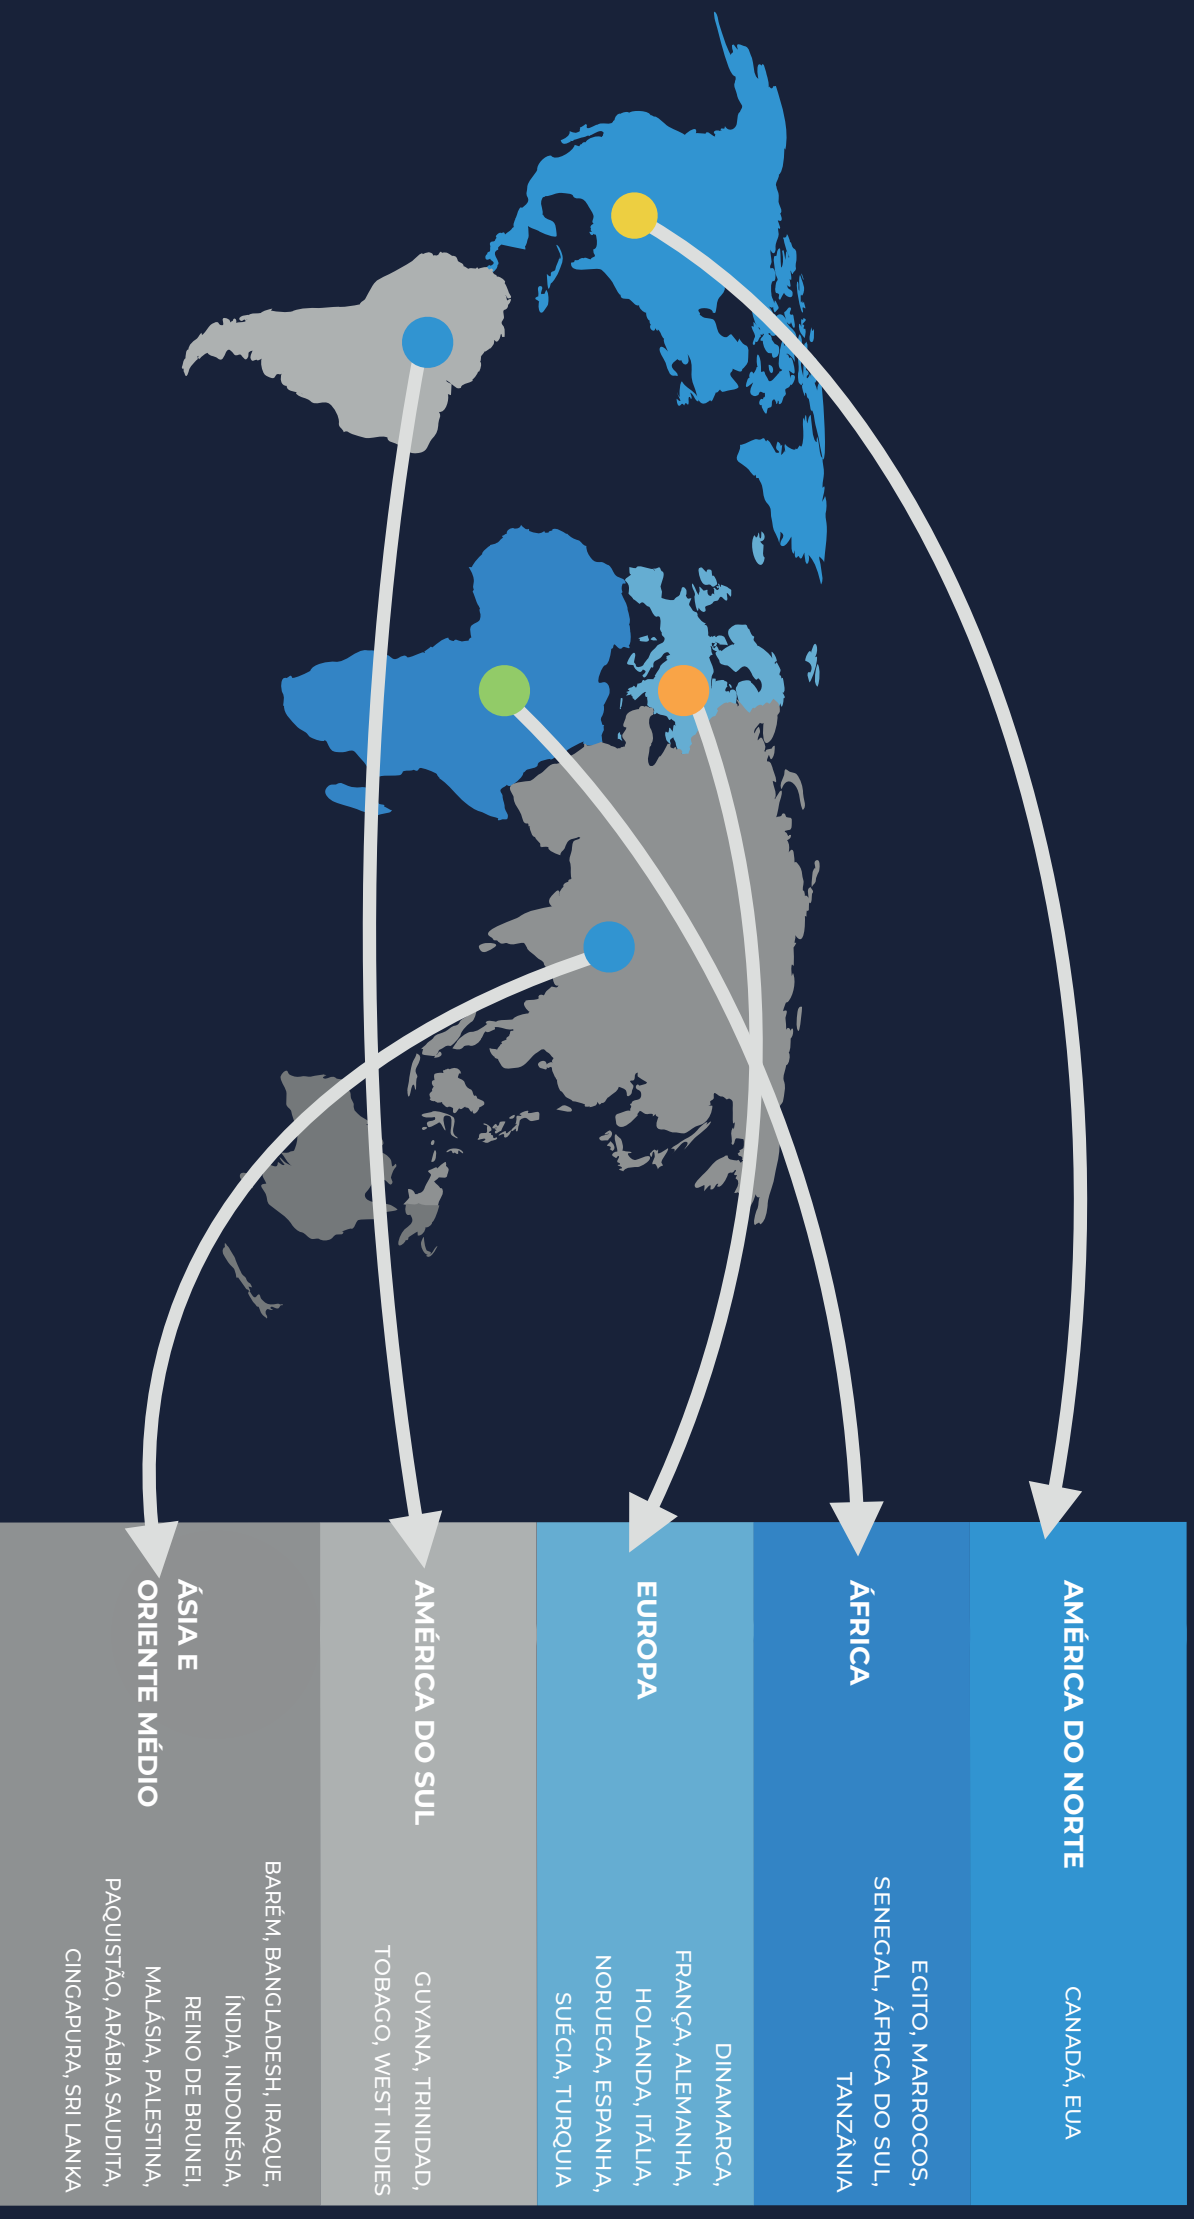 AMÉRICA DO NORTE
CANADÁ, EUA
ÁFRICA
EGITO, MARROCOS,
SENEGAL, ÁFRICA DO SUL,
TANZÂNIA
EUROPA
DINAMARCA,
FRANÇA, ALEMANHA,
HOLANDA, ITÁLIA,
NORUEGA, ESPANHA,
SUÉCIA, TURQUIA
AMÉRICA DO SUL
GUYANA, TRINIDAD,
TOBAGO, WEST INDIES
ÁSIA E
ORIENTE MÉDIO
BARÉM, BANGLADESH, IRAQUE,
ÍNDIA, INDONÉSIA,
REINO DE BRUNEI,
MALÁSIA, PALESTINA,
PAQUISTÃO, ARÁBIA SAUDITA,
CINGAPURA, SRI LANKA